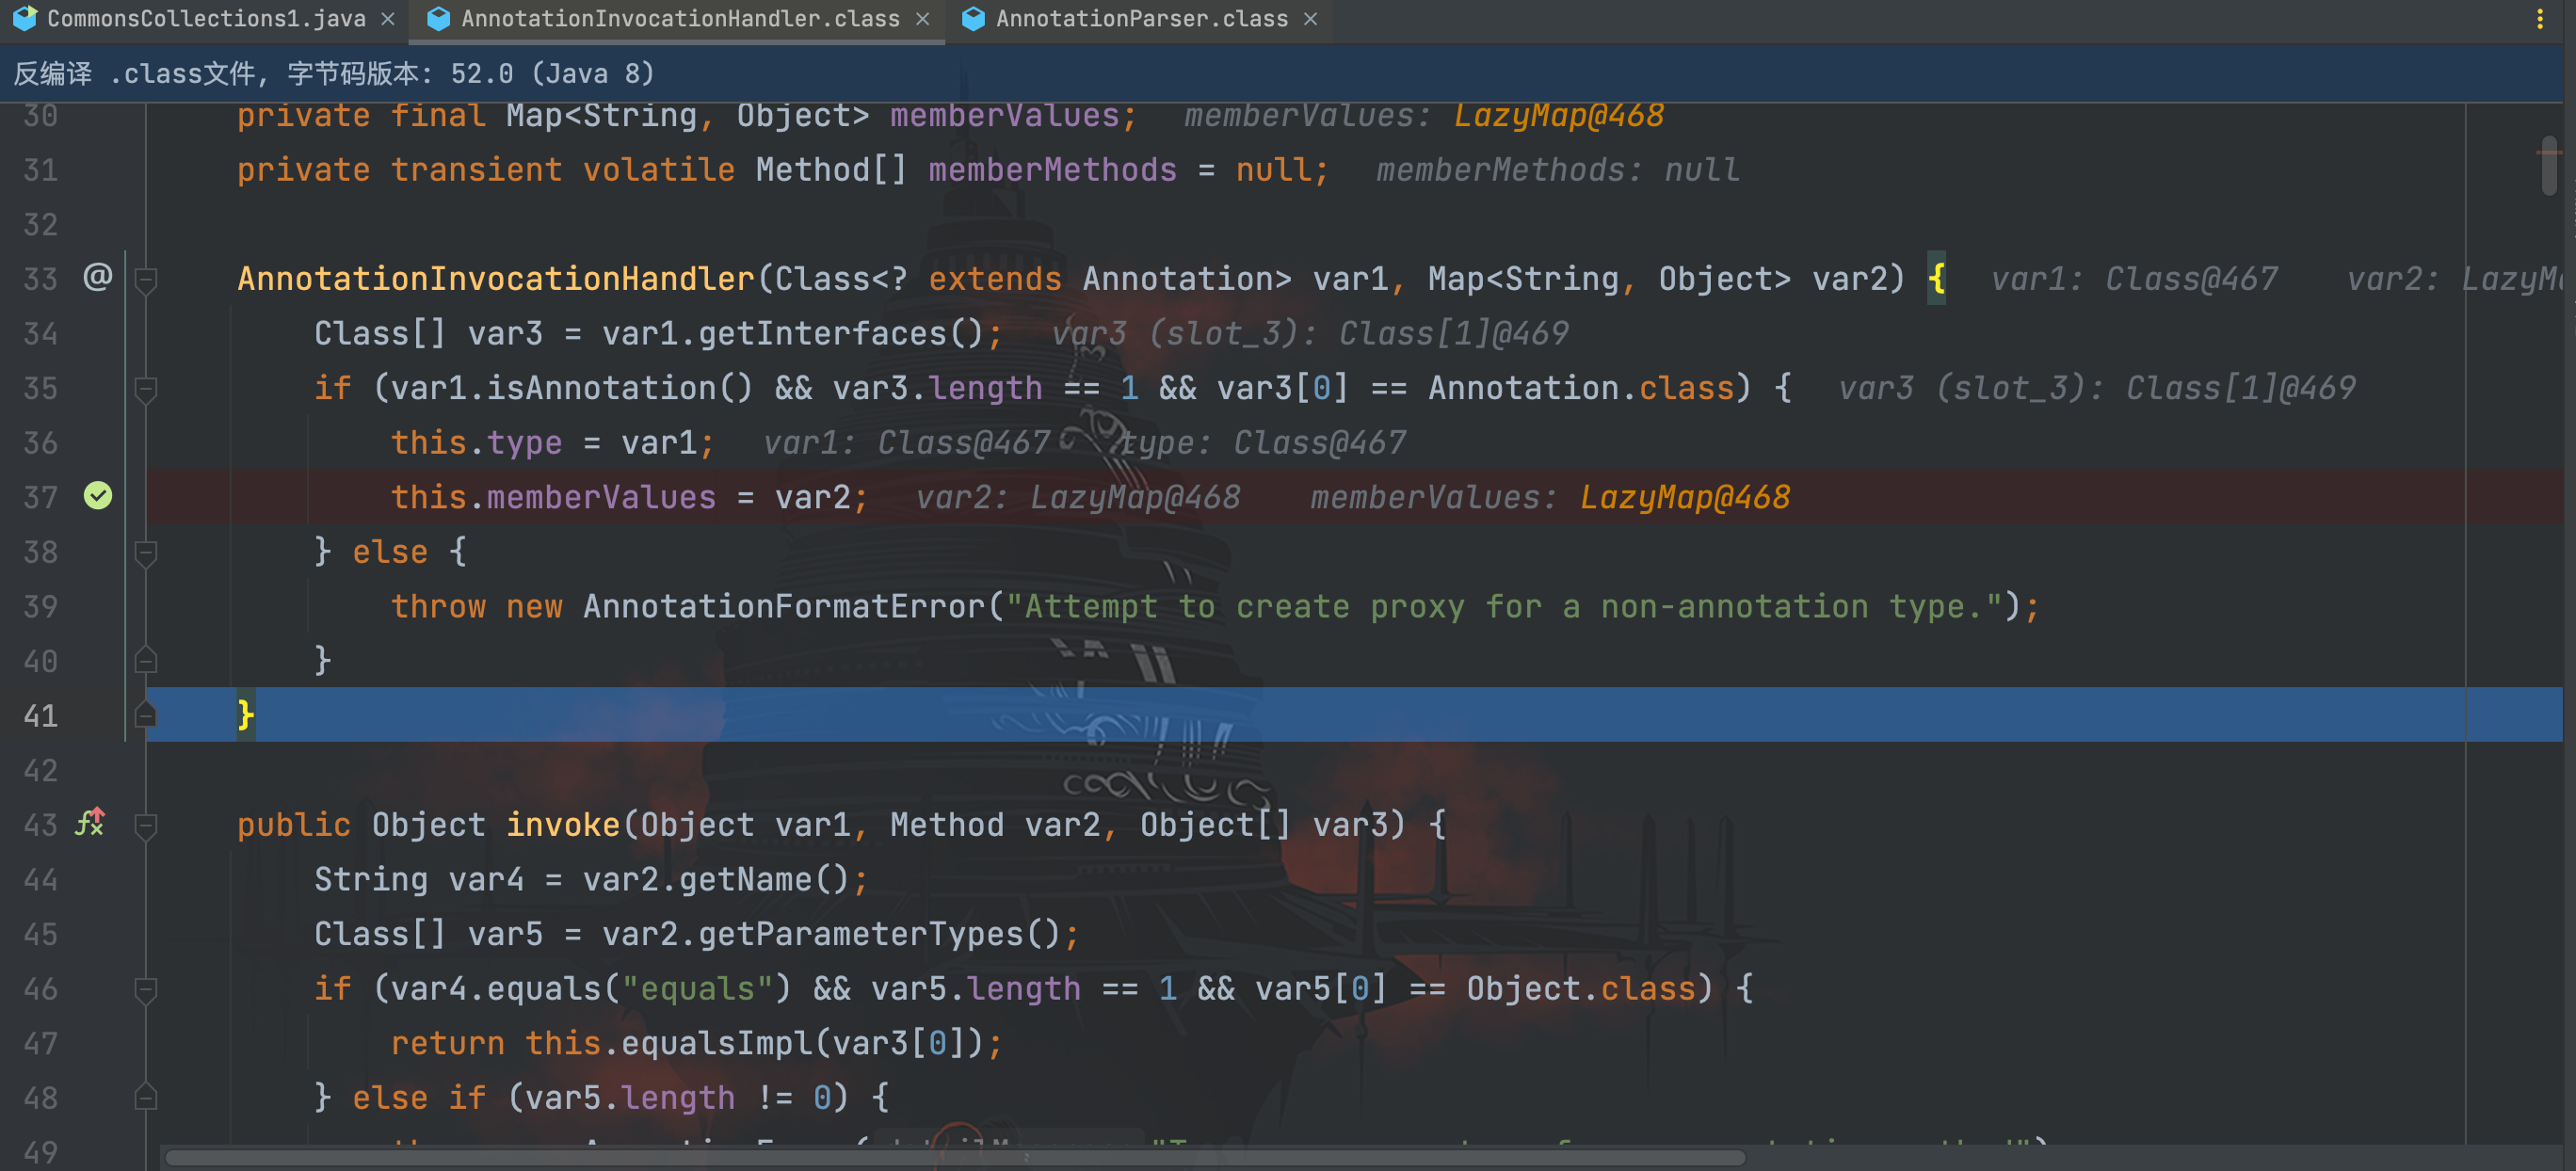 CommonsCollections1.java × AnnotationInvocationHandler.class × AnnotationParser.class ×
反编译 .class文件, 字节码版本: 52.0 (Java 8)
30 private final Map<String, Object> memberValues; memberValues: LazyMap@468
31 private transient volatile Method[] memberMethods = null; memberMethods: null
32
33 @ AnnotationInvocationHandler(Class<? extends Annotation> var1, Map<String, Object> var2) { var1: Class@467 var2: LazyMa
34 Class[] var3 = var1.getInterfaces(); var3 (slot_3): Class[1]@469
35 if (var1.isAnnotation() && var3.length == 1 && var3[0] == Annotation.class) { var3 (slot_3): Class[1]@469
36 this.type = var1; var1: Class@467 type: Class@467
37 this.memberValues = var2; var2: LazyMap@468 memberValues: LazyMap@468
38 } else {
39 throw new AnnotationFormatError("Attempt to create proxy for a non-annotation type.");
40 }
41 }
42
43 public Object invoke(Object var1, Method var2, Object[] var3) {
44 String var4 = var2.getName();
45 Class[] var5 = var2.getParameterTypes();
46 if (var4.equals("equals") && var5.length == 1 && var5[0] == Object.class) {
47 return this.equalsImpl(var3[0]);
48 } else if (var5.length != 0) {
49